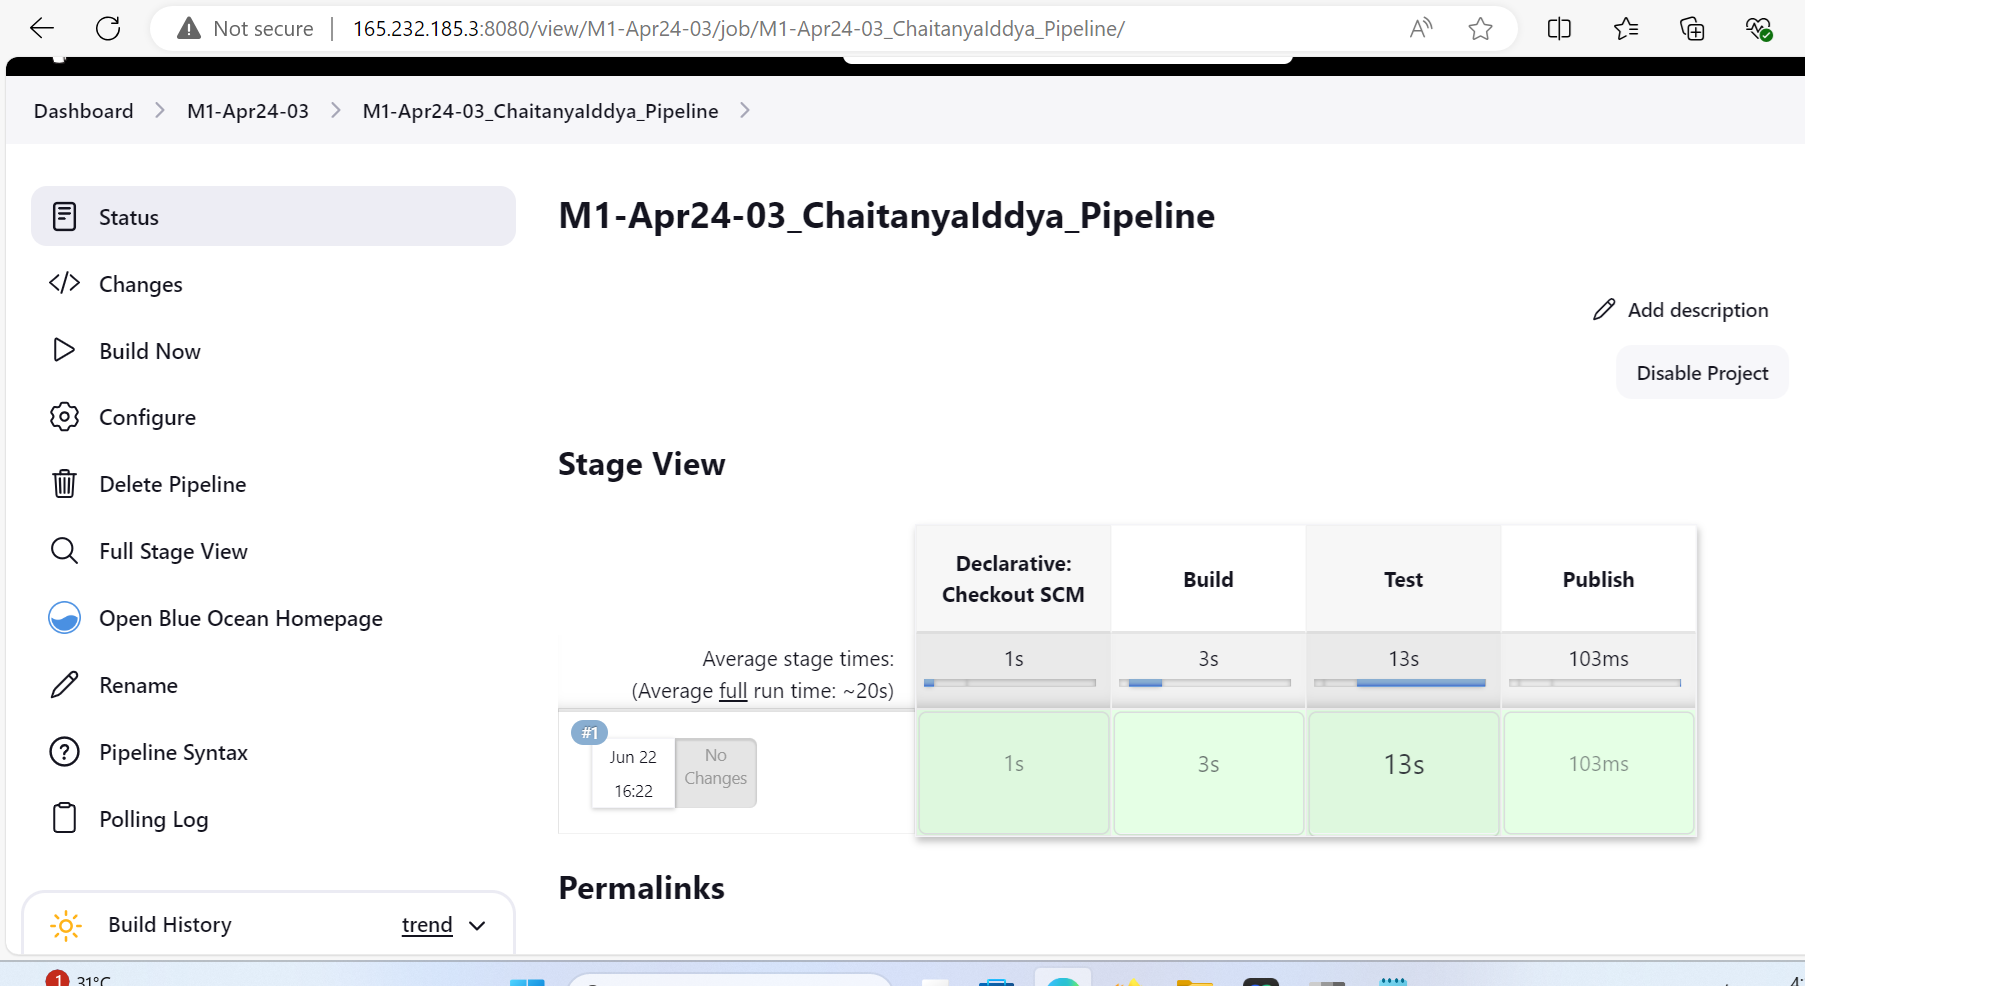 Not secure
165.232.185.3:8080/view/M1-Apr24-03/job/M1-Apr24-03_ChaitanyaIddya_Pipeline/
Dashboard
M1-Apr24-03
M1-Apr24-03_ChaitanyaIddya_Pipeline
Status
Changes
Build Now
Configure
Delete Pipeline
Full Stage View
Open Blue Ocean Homepage
Rename
Pipeline Syntax
Polling Log
Build History
trend
M1-Apr24-03_ChaitanyaIddya_Pipeline
Add description
Disable Project
Stage View
Declarative:
Checkout SCM
Build
Test
Publish
Average stage times:
(Average full run time: ~20s)
1s
3s
13s
103ms
#1
Jun 22
16:22
No
Changes
1s
3s
13s
103ms
Permalinks
1
31°C